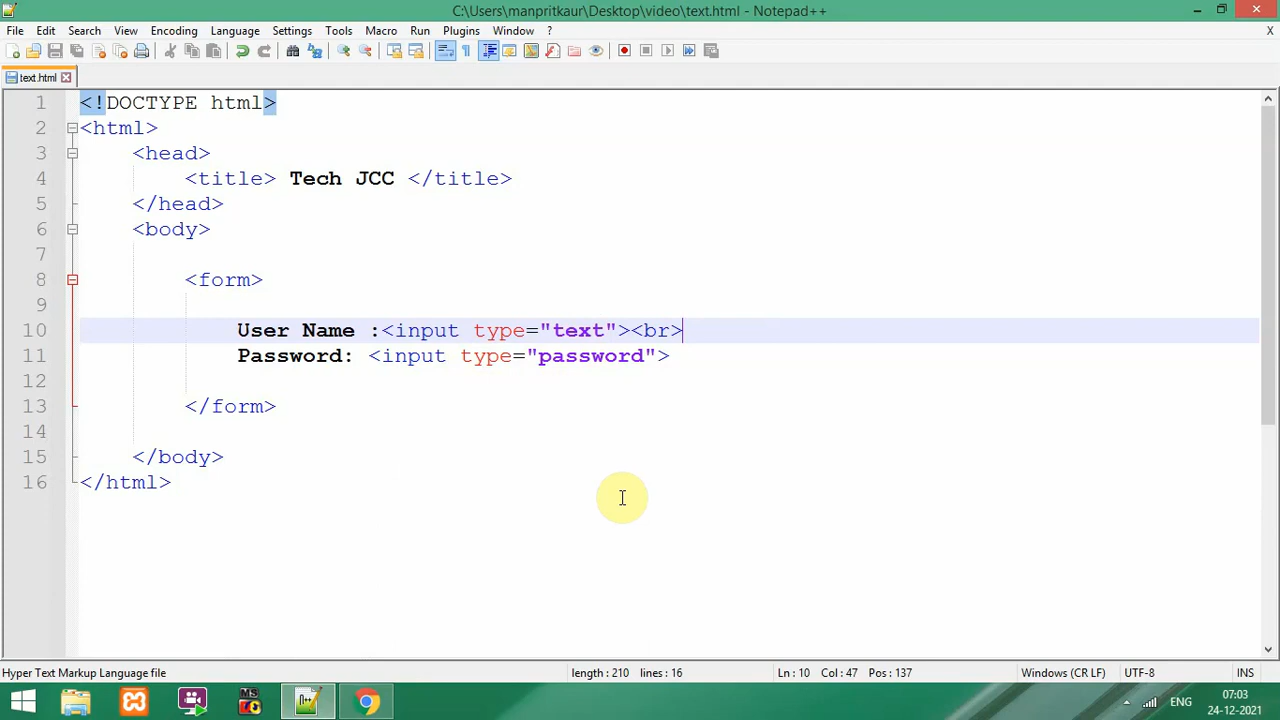 C:\Users\manpritkaur\Desktop\video\text.html - Notepad++
File Edit Search View Encoding Language Settings Tools Macro Run Plugins Window ? X
text.html
1 <!DOCTYPE html>
2 <html>
3 <head>
4 <title> Tech JCC </title>
5 </head>
6 <body>
7
8 <form>
9
10 User Name :<input type="text"><br>
11 Password: <input type="password">
12
13 </form>
14
15 </body>
16 </html>
Hyper Text Markup Language file length : 210 lines : 16 Ln : 10 Col : 47 Pos : 137 Windows (CR LF) UTF-8 INS
MS
ENG
07:03
24-12-2021